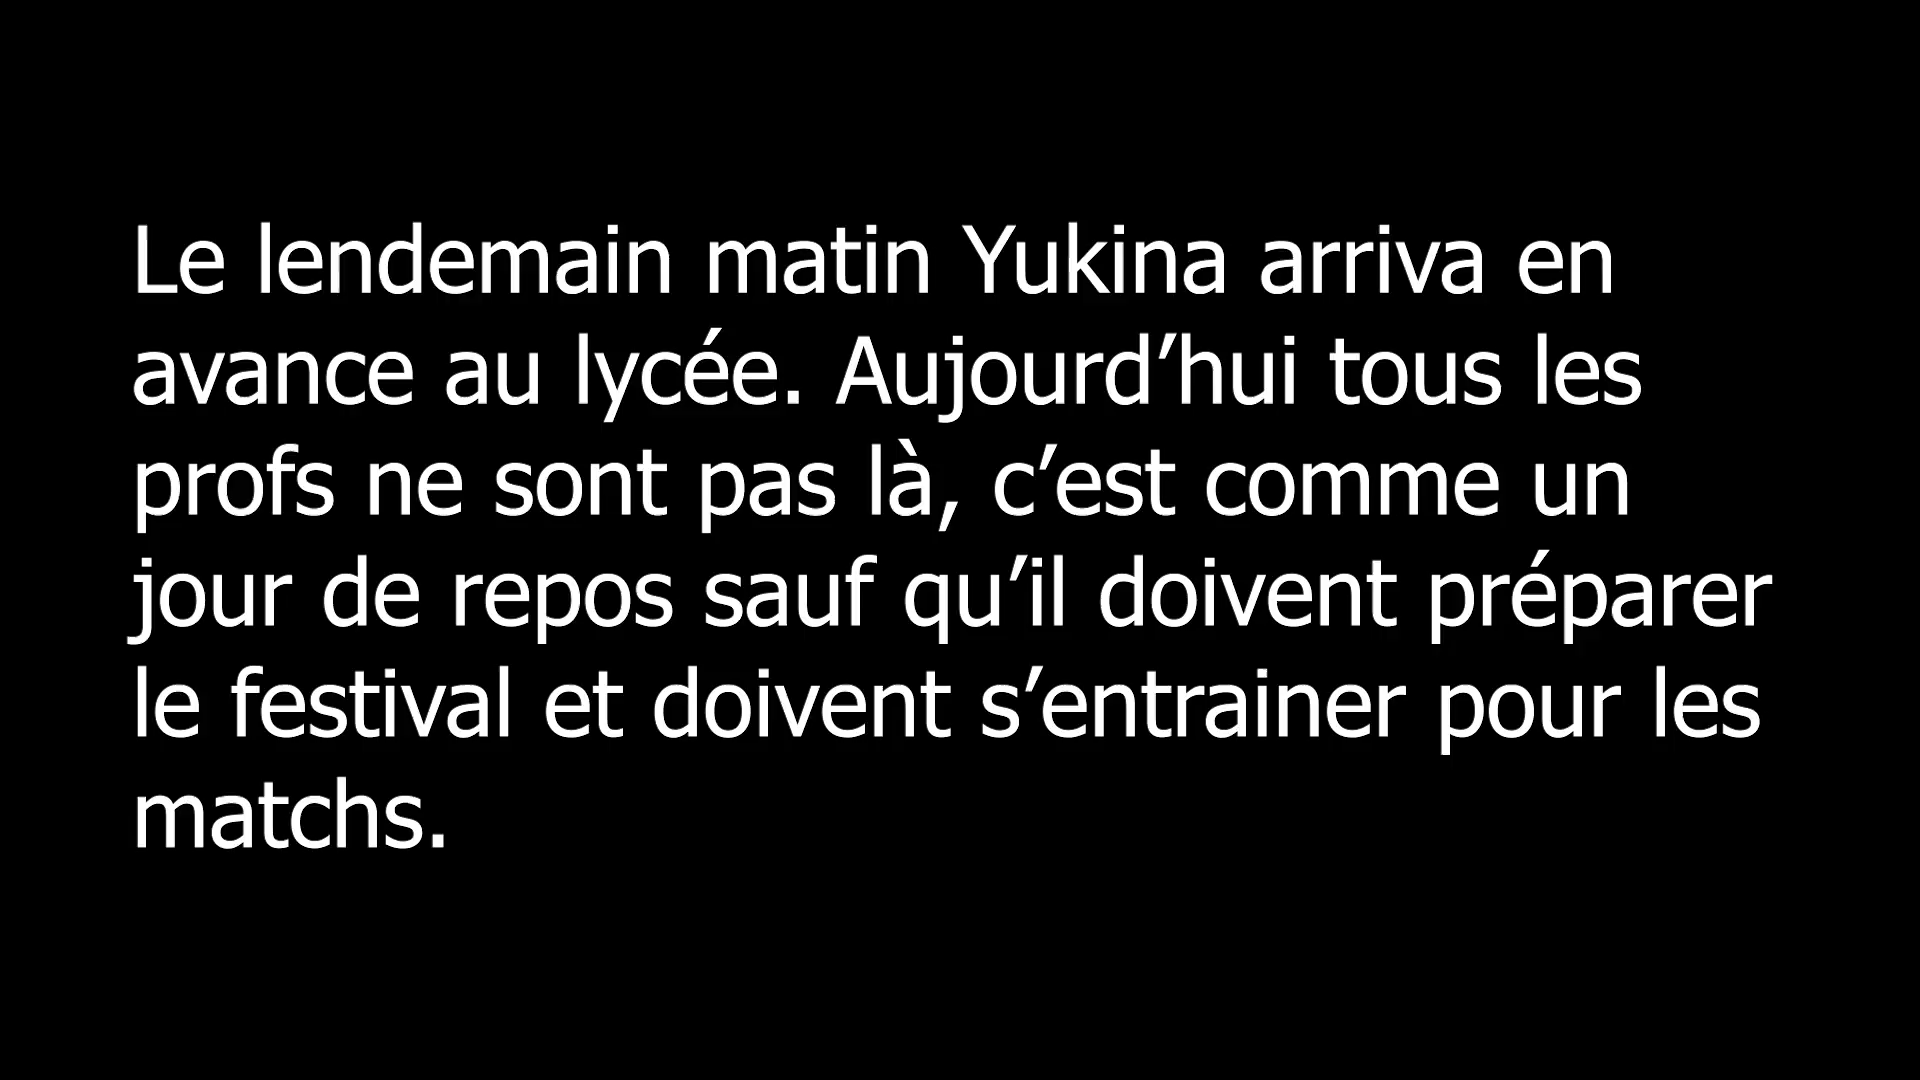 Le lendemain matin Yukina arriva en
avance au lycée. Aujourd’hui tous les
profs ne sont pas là, c’est comme un
jour de repos sauf qu’il doivent préparer
le festival et doivent s’entrainer pour les
matchs.